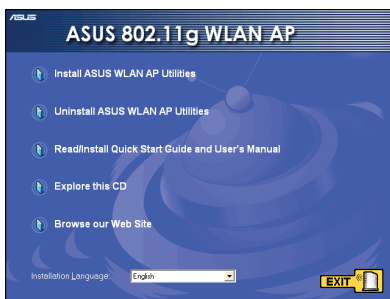 ASUS
ASUS 802.11g WLAN AP
Install ASUS WLAN AP Utilities
Uninstall ASUS WLAN AP Utilities
Read/Install Quick Start Guide and User's Manual
Explore this CD
Browse our Web Site
Installation Language: English
EXIT